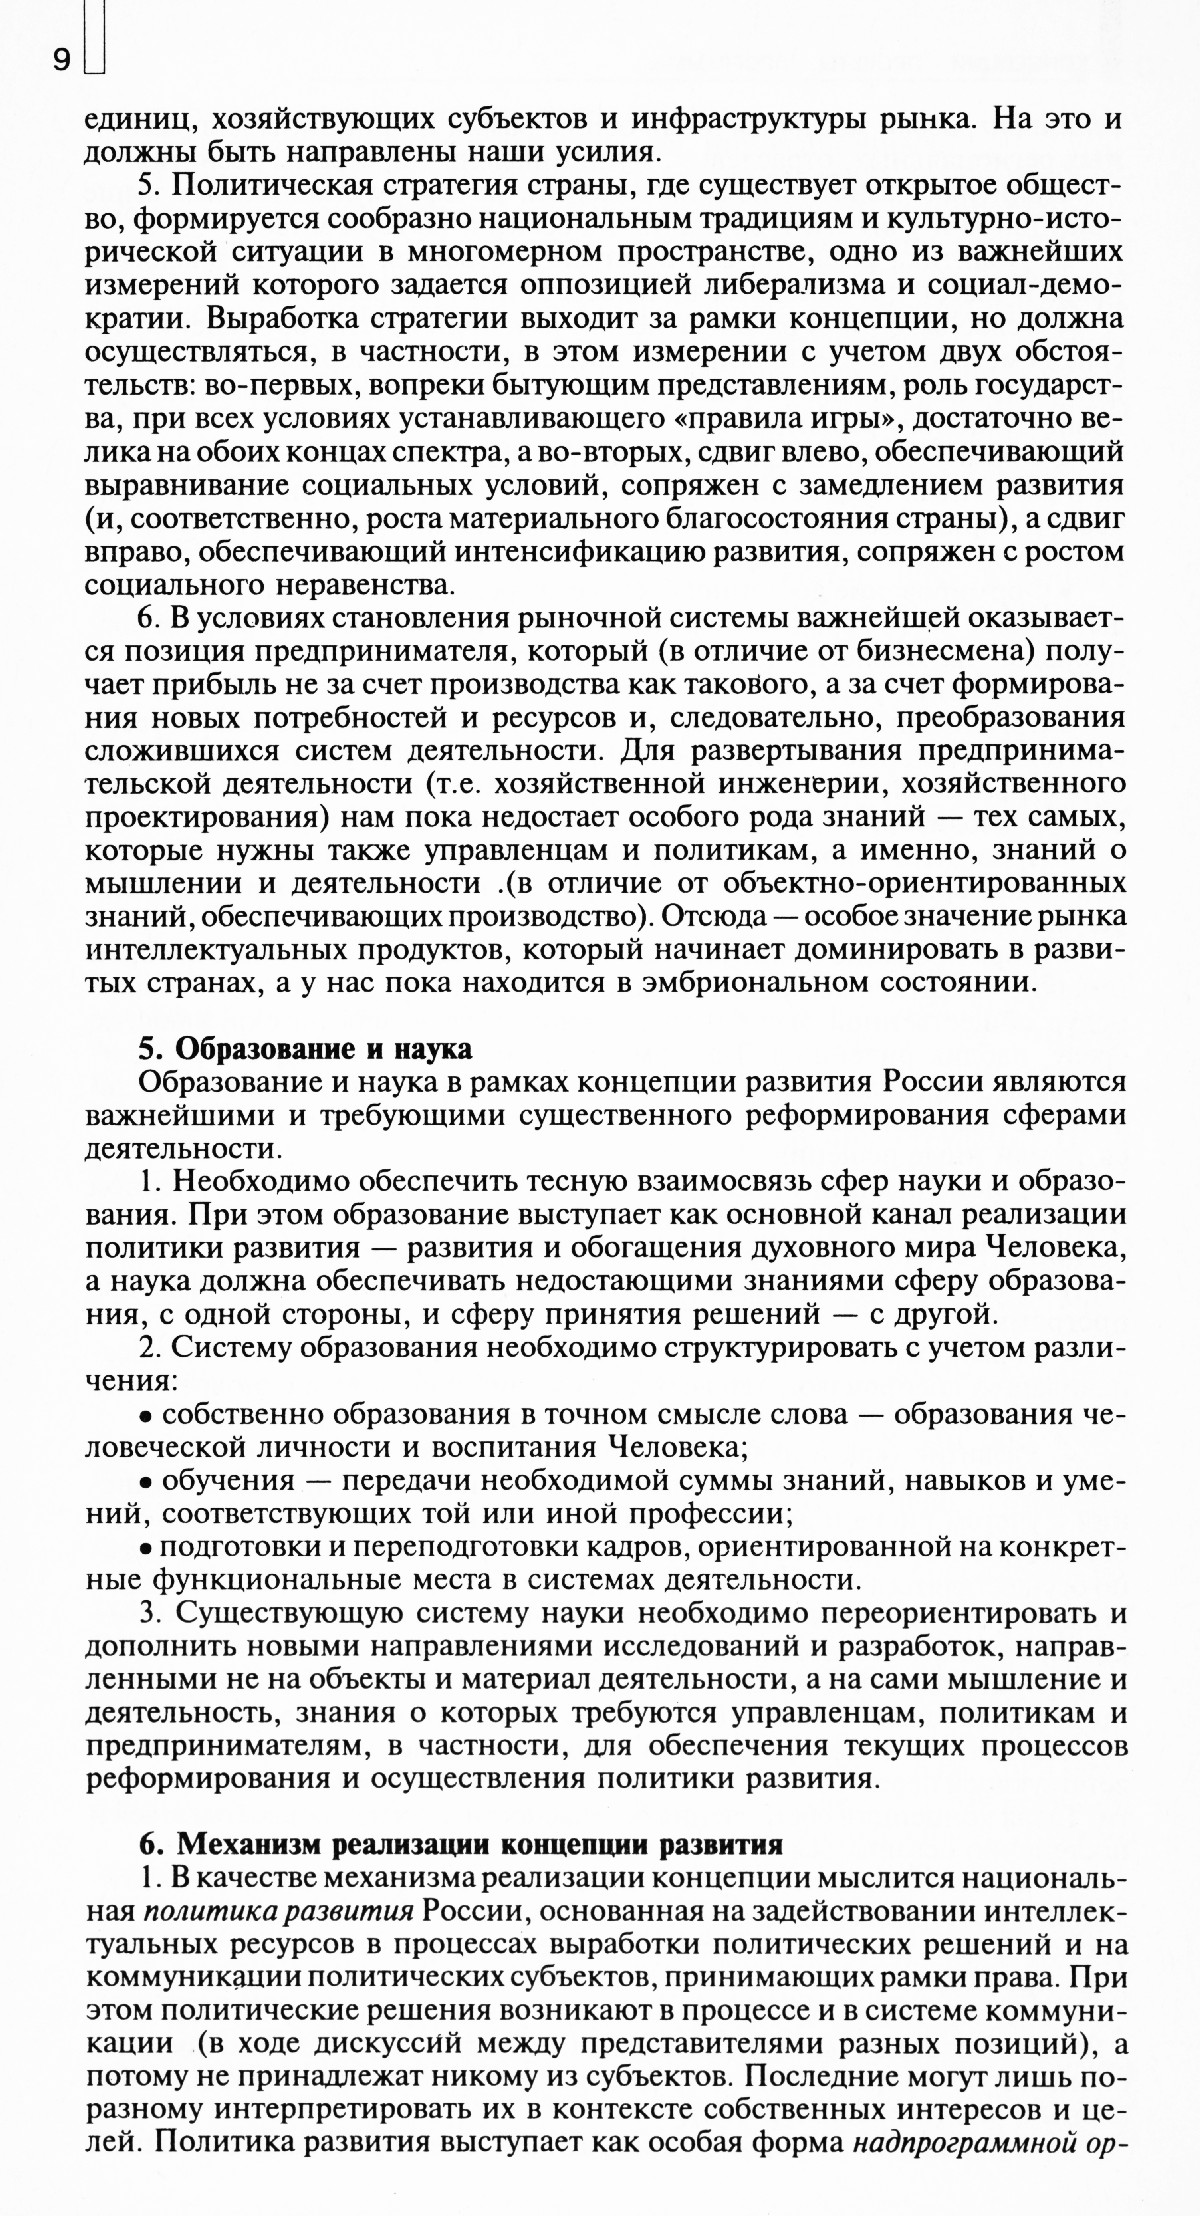 9
единиц, хозяйствующих субъектов и инфраструктуры рынка. На это и
должны быть направлены наши усилия.
5. Политическая стратегия страны, где существует открытое общест-
во, формируется сообразно национальным традициям и культурно-исто-
рической ситуации в многомерном пространстве, одно из важнейших
измерений которого задается оппозицией либерализма и социал-демо-
кратии. Выработка стратегии выходит за рамки концепции, но должна
осуществляться, в частности, в этом измерении с учетом двух обстоя-
тельств: во-первых, вопреки бытующим представлениям, роль государст-
ва, при всех условиях устанавливающего «правила игры», достаточно ве-
лика на обоих концах спектра, а во-вторых, сдвиг влево, обеспечивающий
выравнивание социальных условий, сопряжен с замедлением развития
(и, соответственно, роста материального благосостояния страны), а сдвиг
вправо, обеспечивающий интенсификацию развития, сопряжен с ростом
социального неравенства.
6. В условиях становления рыночной системы важнейшей оказывает-
ся позиция предпринимателя, который (в отличие от бизнесмена) полу-
чает прибыль не за счет производства как такового, а за счет формирова-
ния новых потребностей и ресурсов и, следовательно, преобразования
сложившихся систем деятельности. Для развертывания предпринима-
тельской деятельности (т.е. хозяйственной инженерии, хозяйственного
проектирования) нам пока недостает особого рода знаний — тех самых,
которые нужны также управленцам и политикам, а именно, знаний о
мышлении и деятельности .(в отличие от объектно-ориентированных
знаний, обеспечивающих производство). Отсюда — особое значение рынка
интеллектуальных продуктов, который начинает доминировать в разви-
тых странах, а у нас пока находится в эмбриональном состоянии.
5. Образование и наука
Образование и наука в рамках концепции развития России являются
важнейшими и требующими существенного реформирования сферами
деятельности.
1. Необходимо обеспечить тесную взаимосвязь сфер науки и образо-
вания. При этом образование выступает как основной канал реализации
политики развития — развития и обогащения духовного мира Человека,
а наука должна обеспечивать недостающими знаниями сферу образова-
ния, с одной стороны, и сферу принятия решений — с другой.
2. Систему образования необходимо структурировать с учетом разли-
чения:
• собственно образования в точном смысле слова — образования че-
ловеческой личности и воспитания Человека;
• обучения — передачи необходимой суммы знаний, навыков и уме-
ний, соответствующих той или иной профессии;
• подготовки и переподготовки кадров, ориентированной на конкрет-
ные функциональные места в системах деятельности.
3. Существующую систему науки необходимо переориентировать и
дополнить новыми направлениями исследований и разработок, направ-
ленными не на объекты и материал деятельности, а на сами мышление и
деятельность, знания о которых требуются управленцам, политикам и
предпринимателям, в частности, для обеспечения текущих процессов
реформирования и осуществления политики развития.
6. Механизм реализации концепции развития
1. В качестве механизма реализации концепции мыслится националь-
ная политика развития России, основанная на задействовании интеллек-
туальных ресурсов в процессах выработки политических решений и на
коммуникации политических субъектов, принимающих рамки права. При
этом политические решения возникают в процессе и в системе коммуни-
кации (в ходе дискуссий между представителями разных позиций), а
потому не принадлежат никому из субъектов. Последние могут лишь по-
разному интерпретировать их в контексте собственных интересов и це-
лей. Политика развития выступает как особая форма надпрограммной ор-